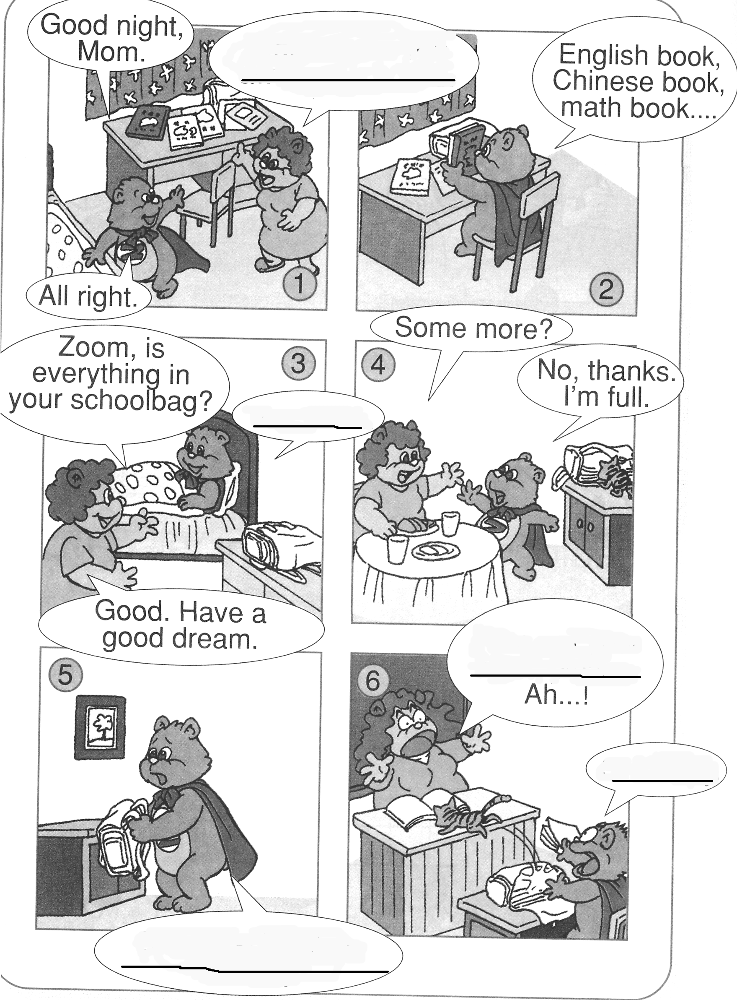 Good night,
Mom.
All right.
1
English book,
Chinese book,
math book....
2
Zoom, is
everything in
your schoolbag?
Good. Have a
good dream.
3
Some more?
No, thanks.
I'm full.
4
5
6
Ah...!